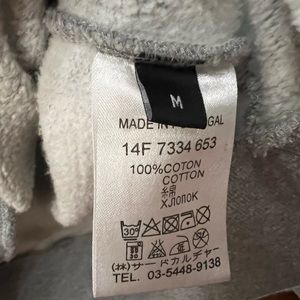 M
MADE IN PORTUGAL
14F 7334 653
100%COTON
COTTON
綿
ХЛОПОК
30°
(株) サードカルチャー
TEL. 03-5448-9138